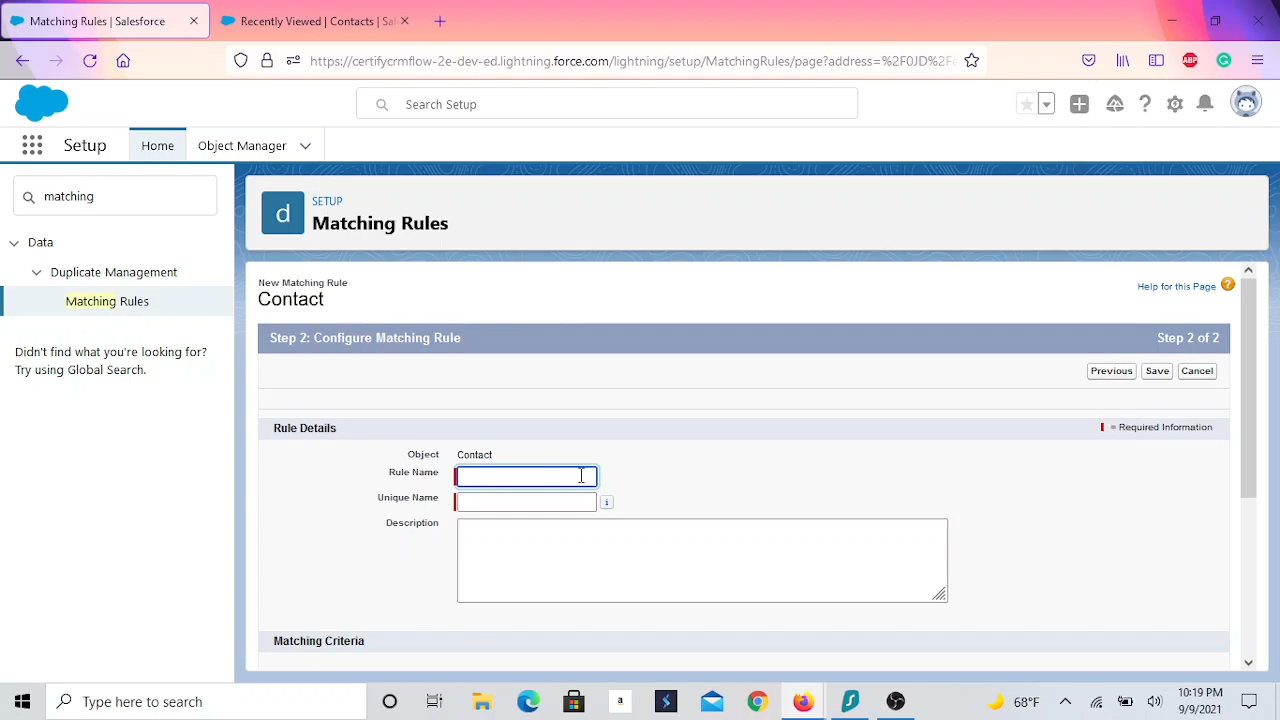 Matching Rules | Salesforce
Recently Viewed | Contacts | Sal
https://certifycrmflow-2e-dev-ed.lightning.force.com/lightning/setup/MatchingRules/page?address=%2F0JD%2Fe
ABP
Search Setup
Setup
Home
Object Manager
matching
Data
Duplicate Management
Matching Rules
Didn't find what you're looking for?
Try using Global Search.
d
SETUP
Matching Rules
New Matching Rule
Contact
Help for this Page ?
Step 2: Configure Matching Rule
Step 2 of 2
Previous
Save
Cancel
Rule Details
= Required Information
Object
Contact
Rule Name
Unique Name
i
Description
Matching Criteria
Type here to search
a
68°F
10:19 PM
9/9/2021